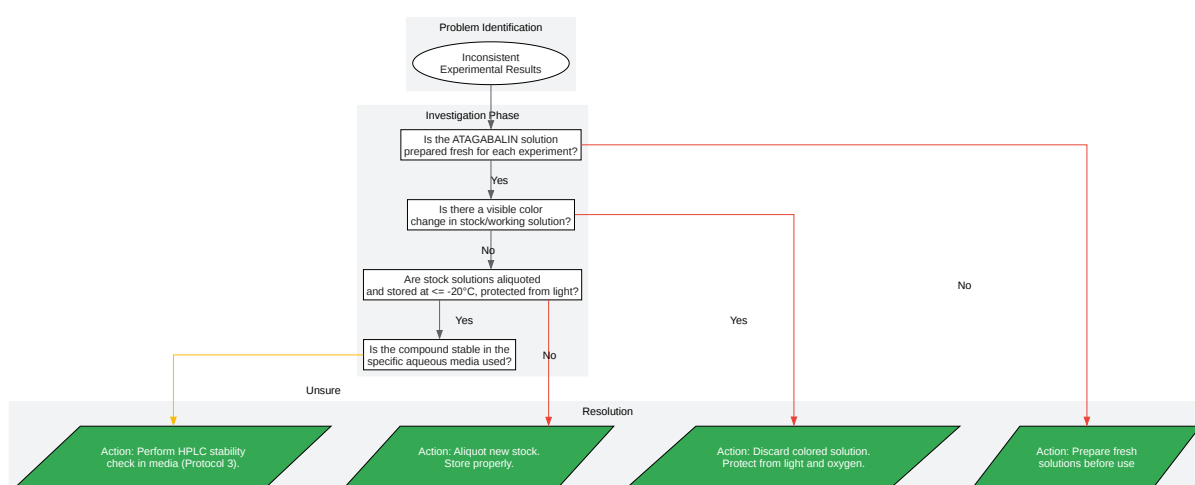 Problem Identification
Inconsistent
Experimental Results
Investigation Phase
Is the ATAGABALIN solution
prepared fresh for each experiment?
Yes
Is there a visible color
change in stock/working solution?
No
Are stock solutions aliquoted
and stored at <= -20°C, protected from light?
Yes
No
Yes
No
Is the compound stable in the
specific aqueous media used?
Unsure
Resolution
Action: Perform HPLC stability
check in media (Protocol 3).
Action: Aliquot new stock.
Store properly.
Action: Discard colored solution.
Protect from light and oxygen.
Action: Prepare fresh
solutions before use